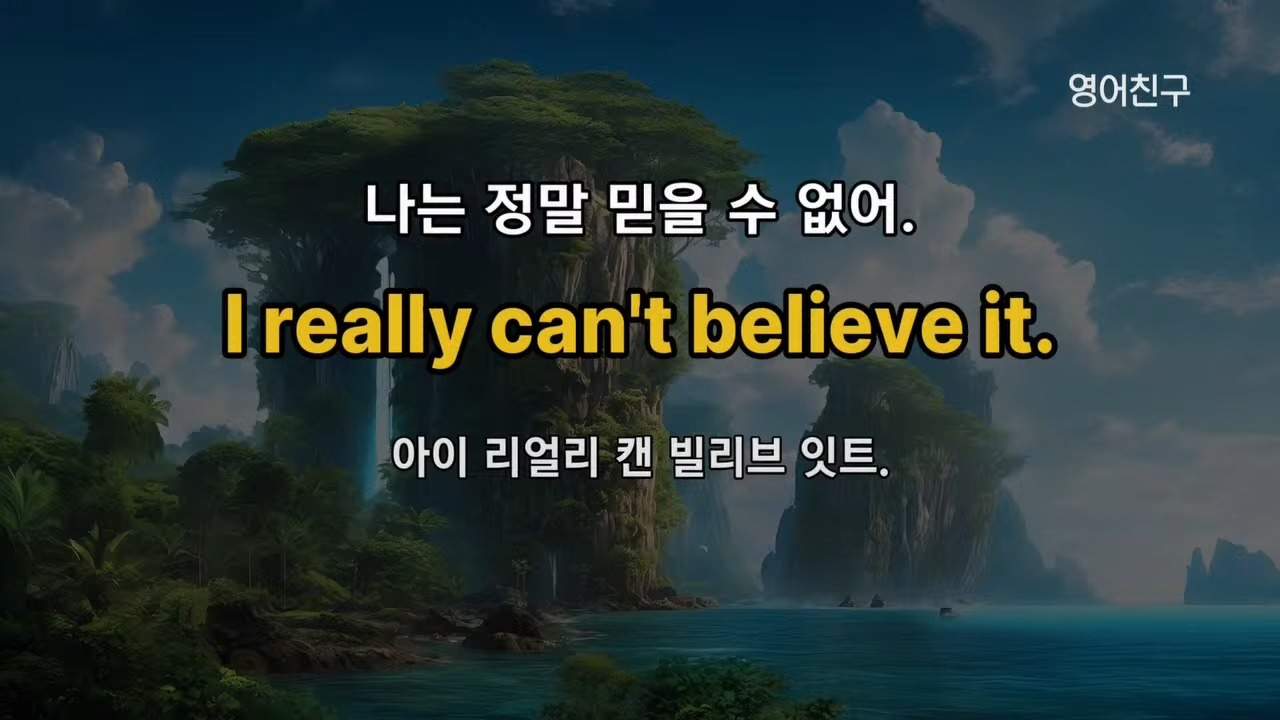 영어친구
나는 정말 믿을 수 없어.
I really can't believe it.
아이 리얼리 캔 빌리브 잇트.